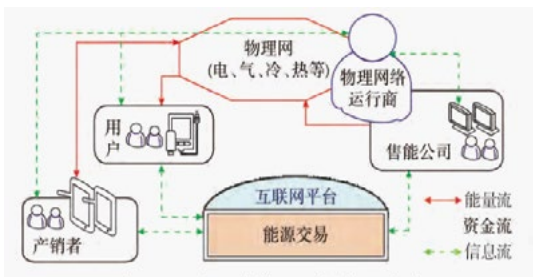 物理网
(电、气、冷、热等)
物理网络
运行商
用
户
售能公司
互联网平台
能源交易
产销者
能量流
资金流
信息流